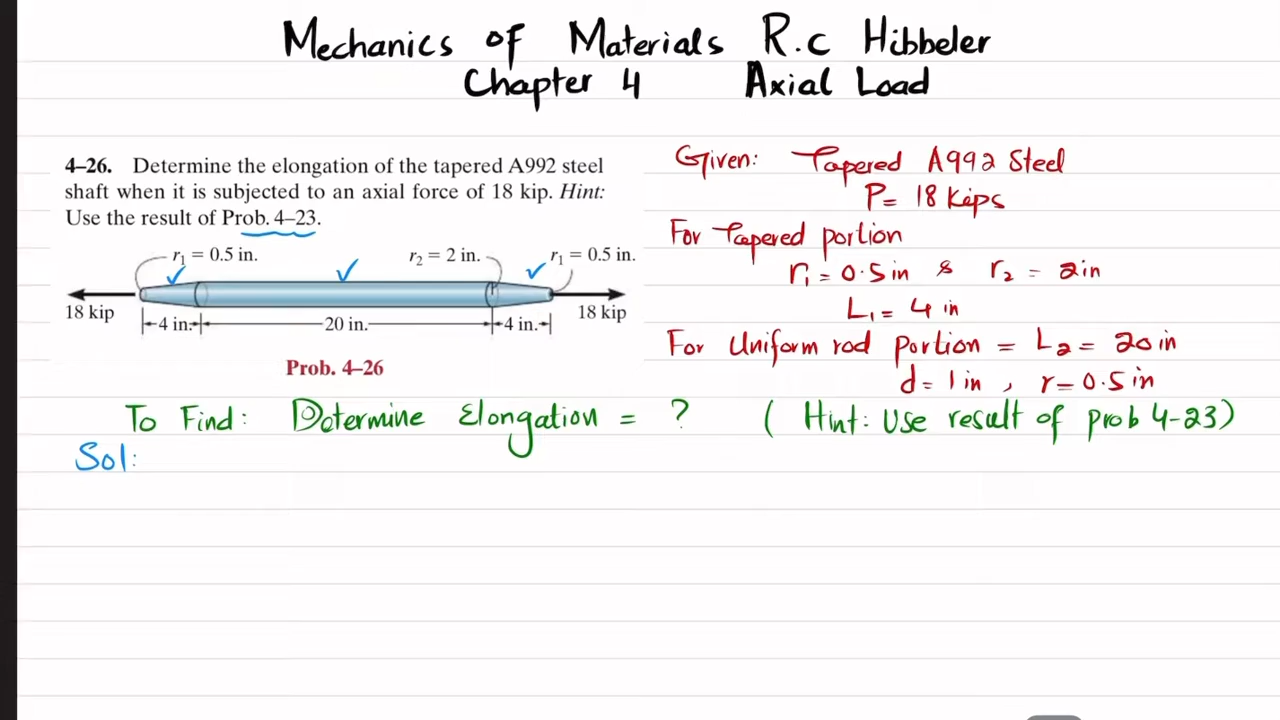 Mechanics of Materials R.c Hibbeler
Chapter 4 Axial Load
4–26. Determine the elongation of the tapered A992 steel
shaft when it is subjected to an axial force of 18 kip. Hint:
Use the result of Prob. 4–23.
r₁ = 0.5 in.
r₂ = 2 in.
r₁ = 0.5 in.
18 kip
4 in.
20 in.
4 in.
18 kip
Prob. 4–26
Given: Tapered A992 Steel
P= 18 Kips
For Tapered portion
r₁ = 0.5 in & r₂ = 2in
L₁ = 4 in
For Uniform rod portion = L₂ = 20 in
d= 1 in , r= 0.5 in
To Find: Determine Elongation = ? ( Hint: Use result of prob 4-23)
Sol: